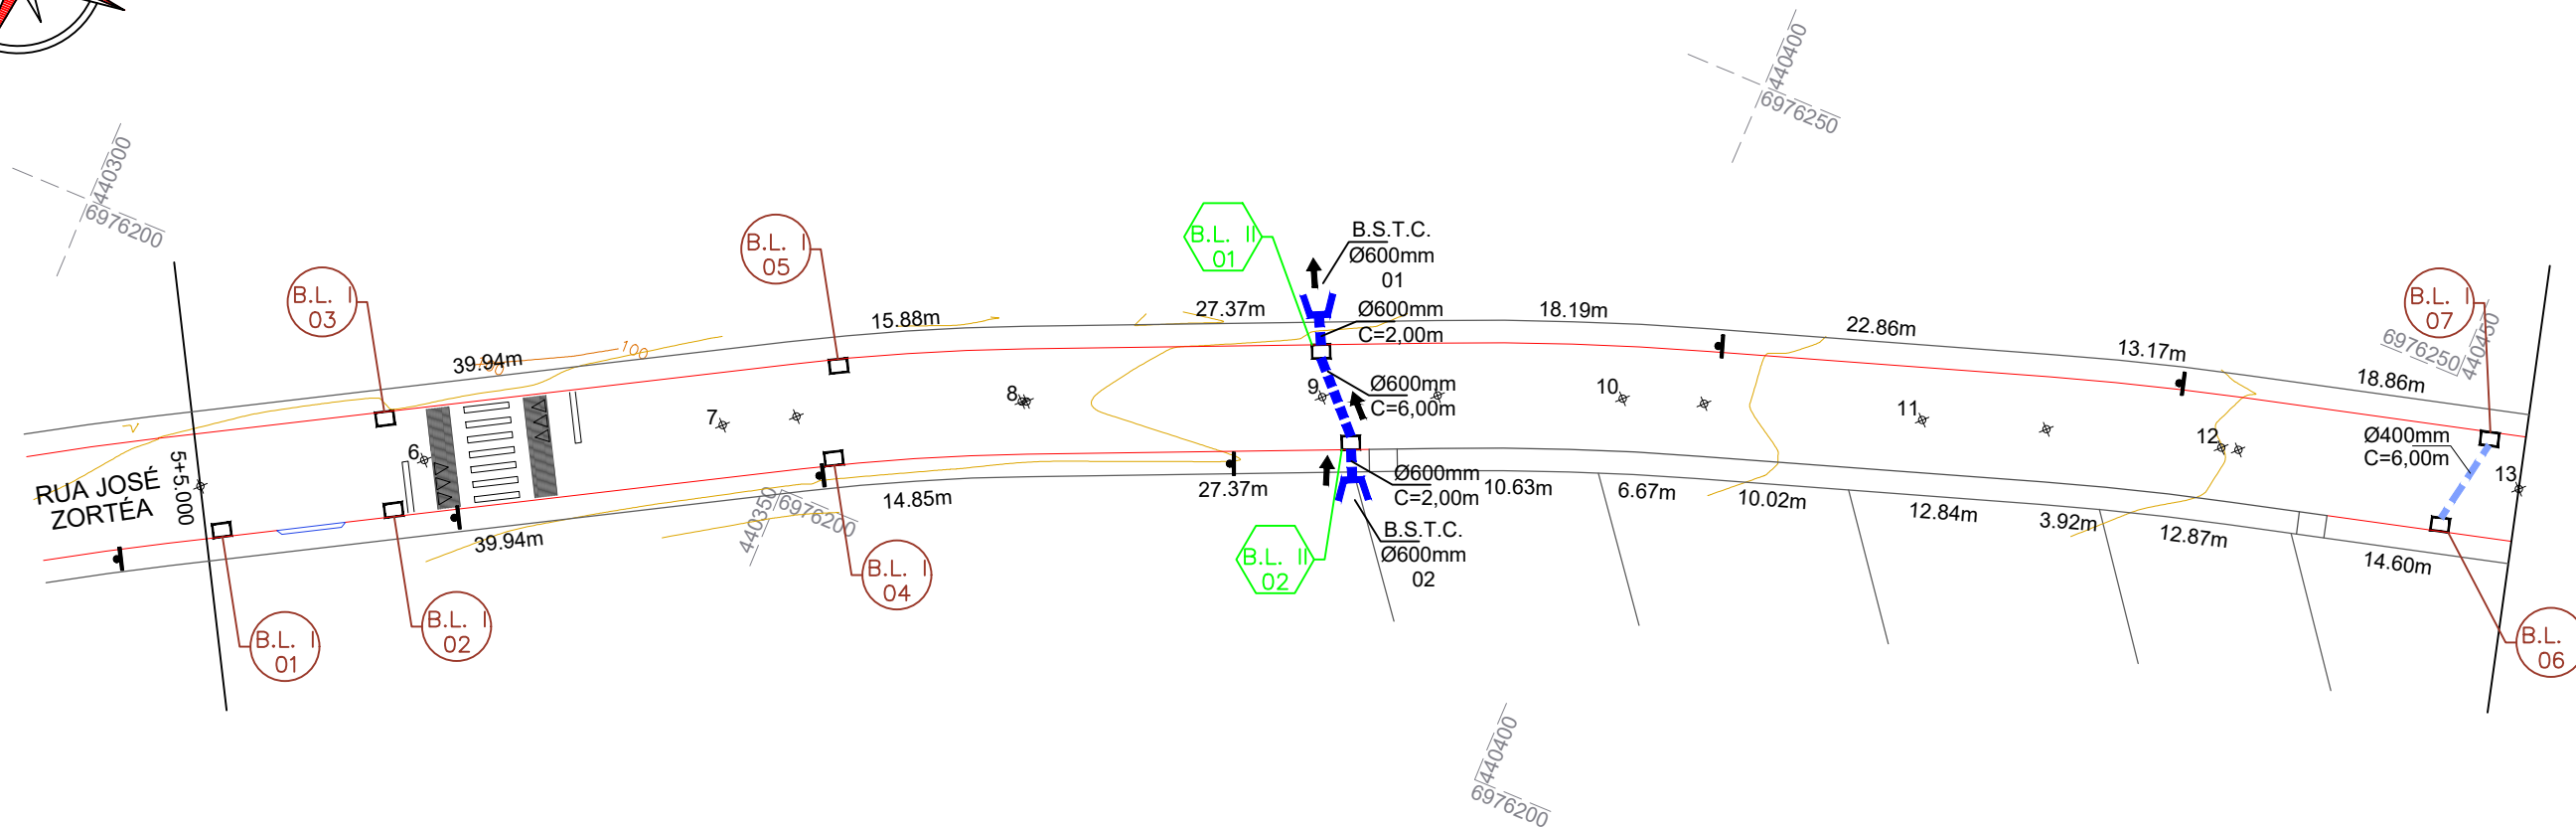 440400
6976250
440300
6976200
B.L. II
01
B.S.T.C.
Ø600mm
01
B.L. I
05
B.L. I
03
B.L. I
07
6976250
440450
15.88m
27.37m
Ø600mm
C=2,00m
18.19m
22.86m
13.17m
18.86m
39.94m
100
100
6
7
8
9
10
11
12
13
Ø600mm
C=6,00m
Ø400mm
C=6,00m
RUA JOSÉ
ZORTÉA
5+5.000
39.94m
14.85m
27.37m
Ø600mm
C=2,00m
10.63m
6.67m
10.02m
12.84m
3.92m
12.87m
14.60m
440350
6976200
B.S.T.C.
Ø600mm
02
B.L. II
02
B.L. I
04
B.L. I
02
B.L. I
01
B.L.
06
440400
6976200